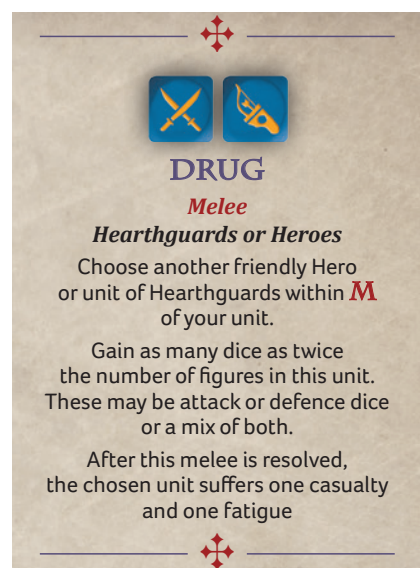 DRUG
Melee
Hearthguards or Heroes
Choose another friendly Hero
or unit of Hearthguards within M
of your unit.
Gain as many dice as twice
the number of figures in this unit.
These may be attack or defence dice
or a mix of both.
After this melee is resolved,
the chosen unit suffers one casualty
and one fatigue